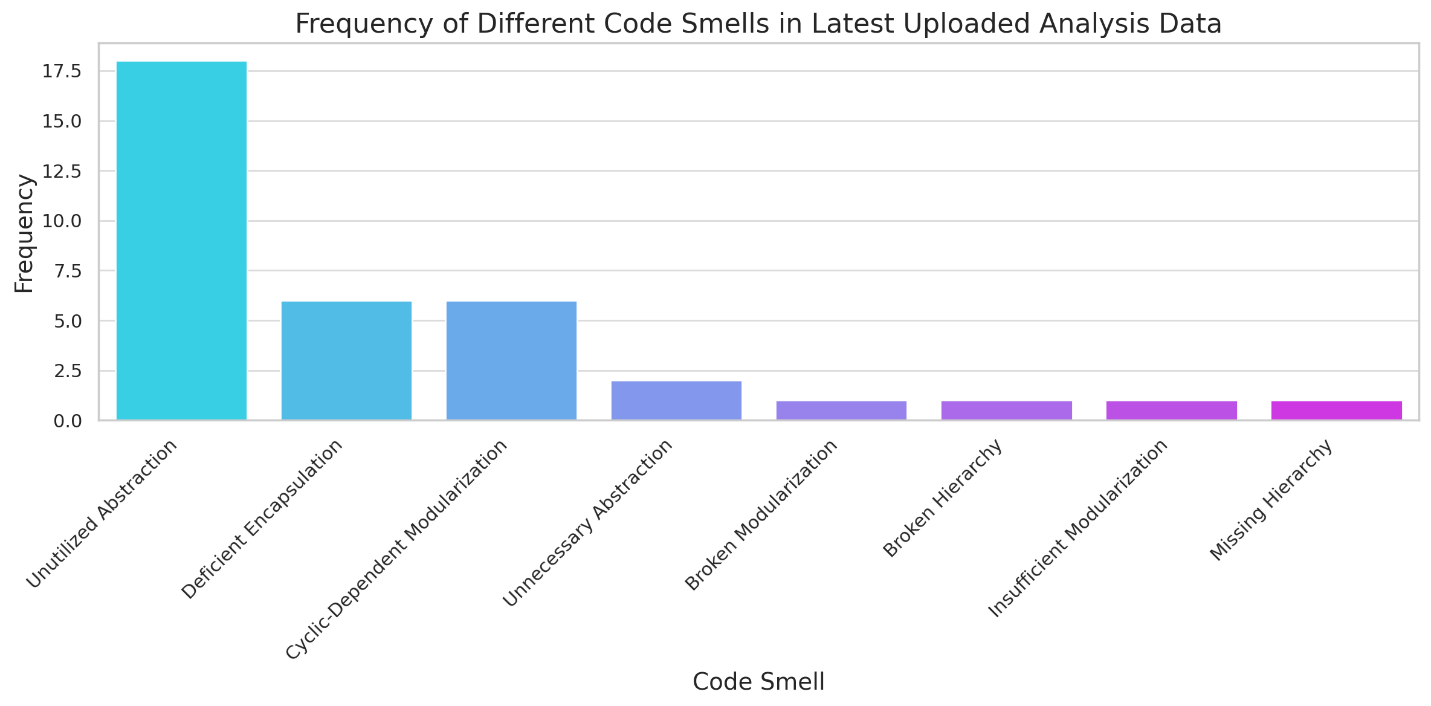 Frequency of Different Code Smells in Latest Uploaded Analysis Data
Frequency
17.5
15.0
12.5
10.0
7.5
5.0
2.5
0.0
Unutilized Abstraction
Deficient Encapsulation
Cyclic-Dependent Modularization
Unnecessary Abstraction
Broken Modularization
Broken Hierarchy
Insufficient Modularization
Missing Hierarchy
Code Smell